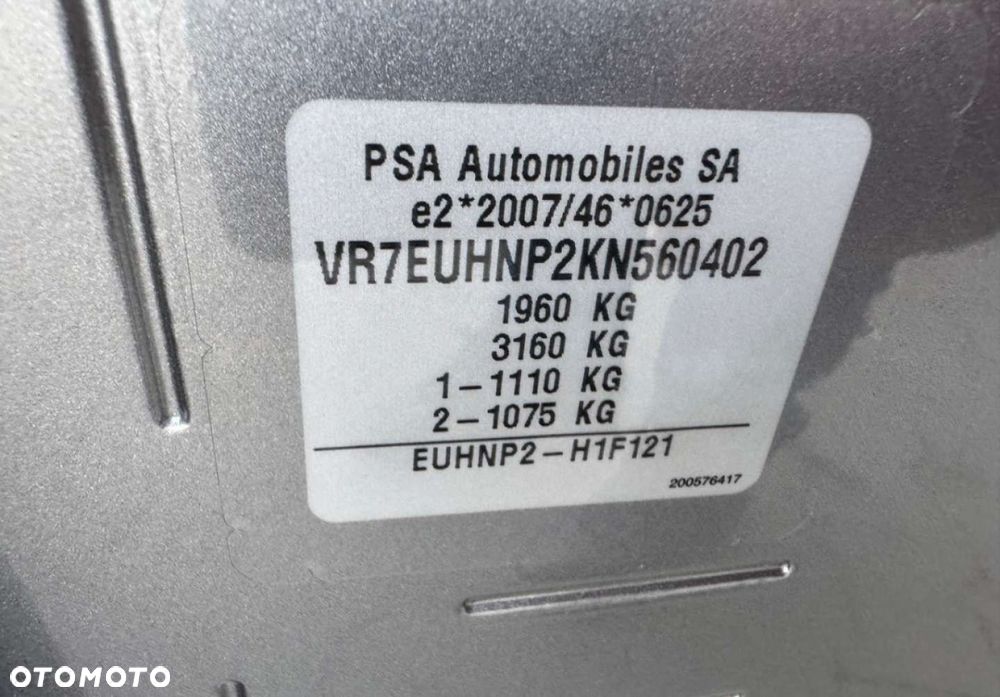 PSA Automobiles SA
e2*2007/46*0625
VR7EUHNP2KN560402
1960 KG
3160 KG
1-1110 KG
2-1075 KG
EUHNP2-H1F121
200576417
OTOMOTO